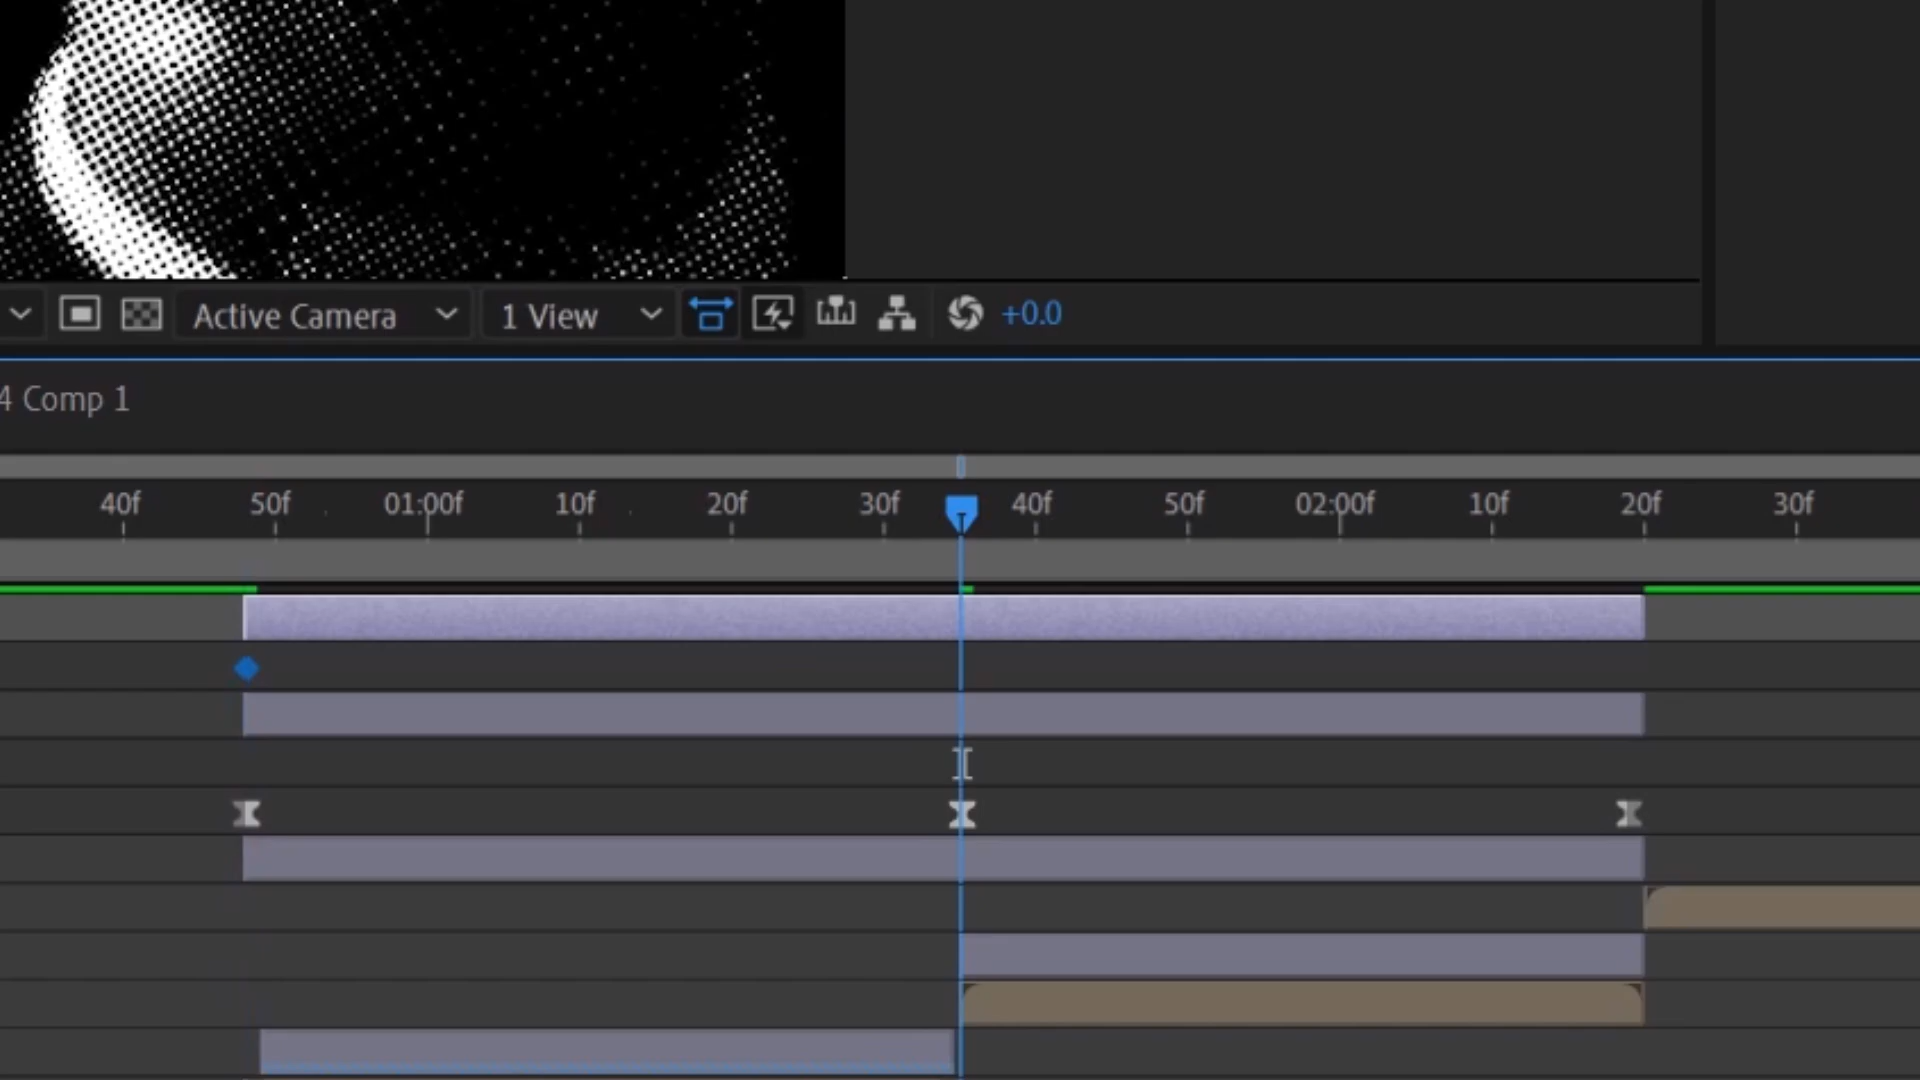 Active Camera 1 View +0.0
4 Comp 1
40f 50f 01:00f 10f 20f 30f 40f 50f 02:00f 10f 20f 30f